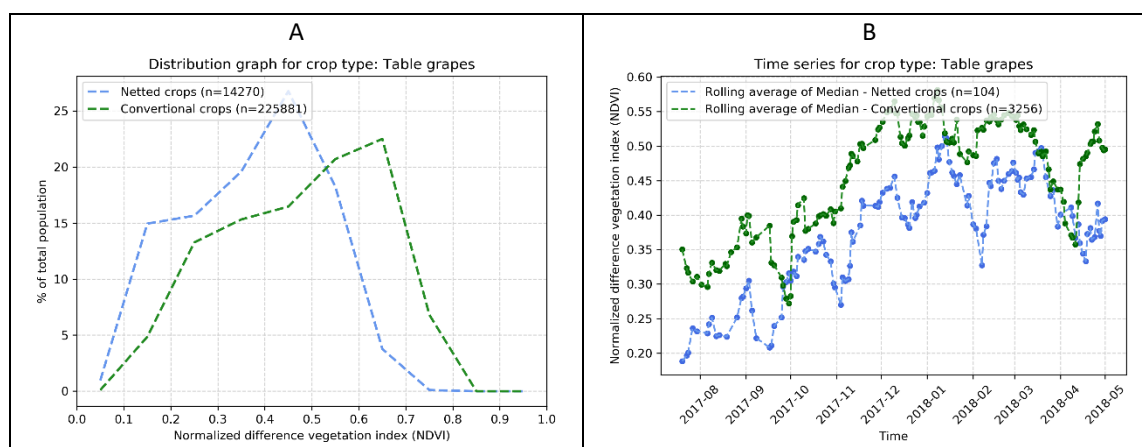 A
Distribution graph for crop type: Table grapes
Netted crops (n=14270)
Convertional crops (n=225881)
% of total population
25
20
15
10
5
0
0.0 0.1 0.2 0.3 0.4 0.5 0.6 0.7 0.8 0.9 1.0
Normalized difference vegetation index (NDVI)
B
Time series for crop type: Table grapes
Rolling average of Median - Netted crops (n=104)
Rolling average of Median - Convertional crops (n=3256)
Normalized difference vegetation index (NDVI)
0.60
0.55
0.50
0.45
0.40
0.35
0.30
0.25
0.20
2017-08 2017-09 2017-10 2017-11 2017-12 2018-01 2018-02 2018-03 2018-04 2018-05
Time